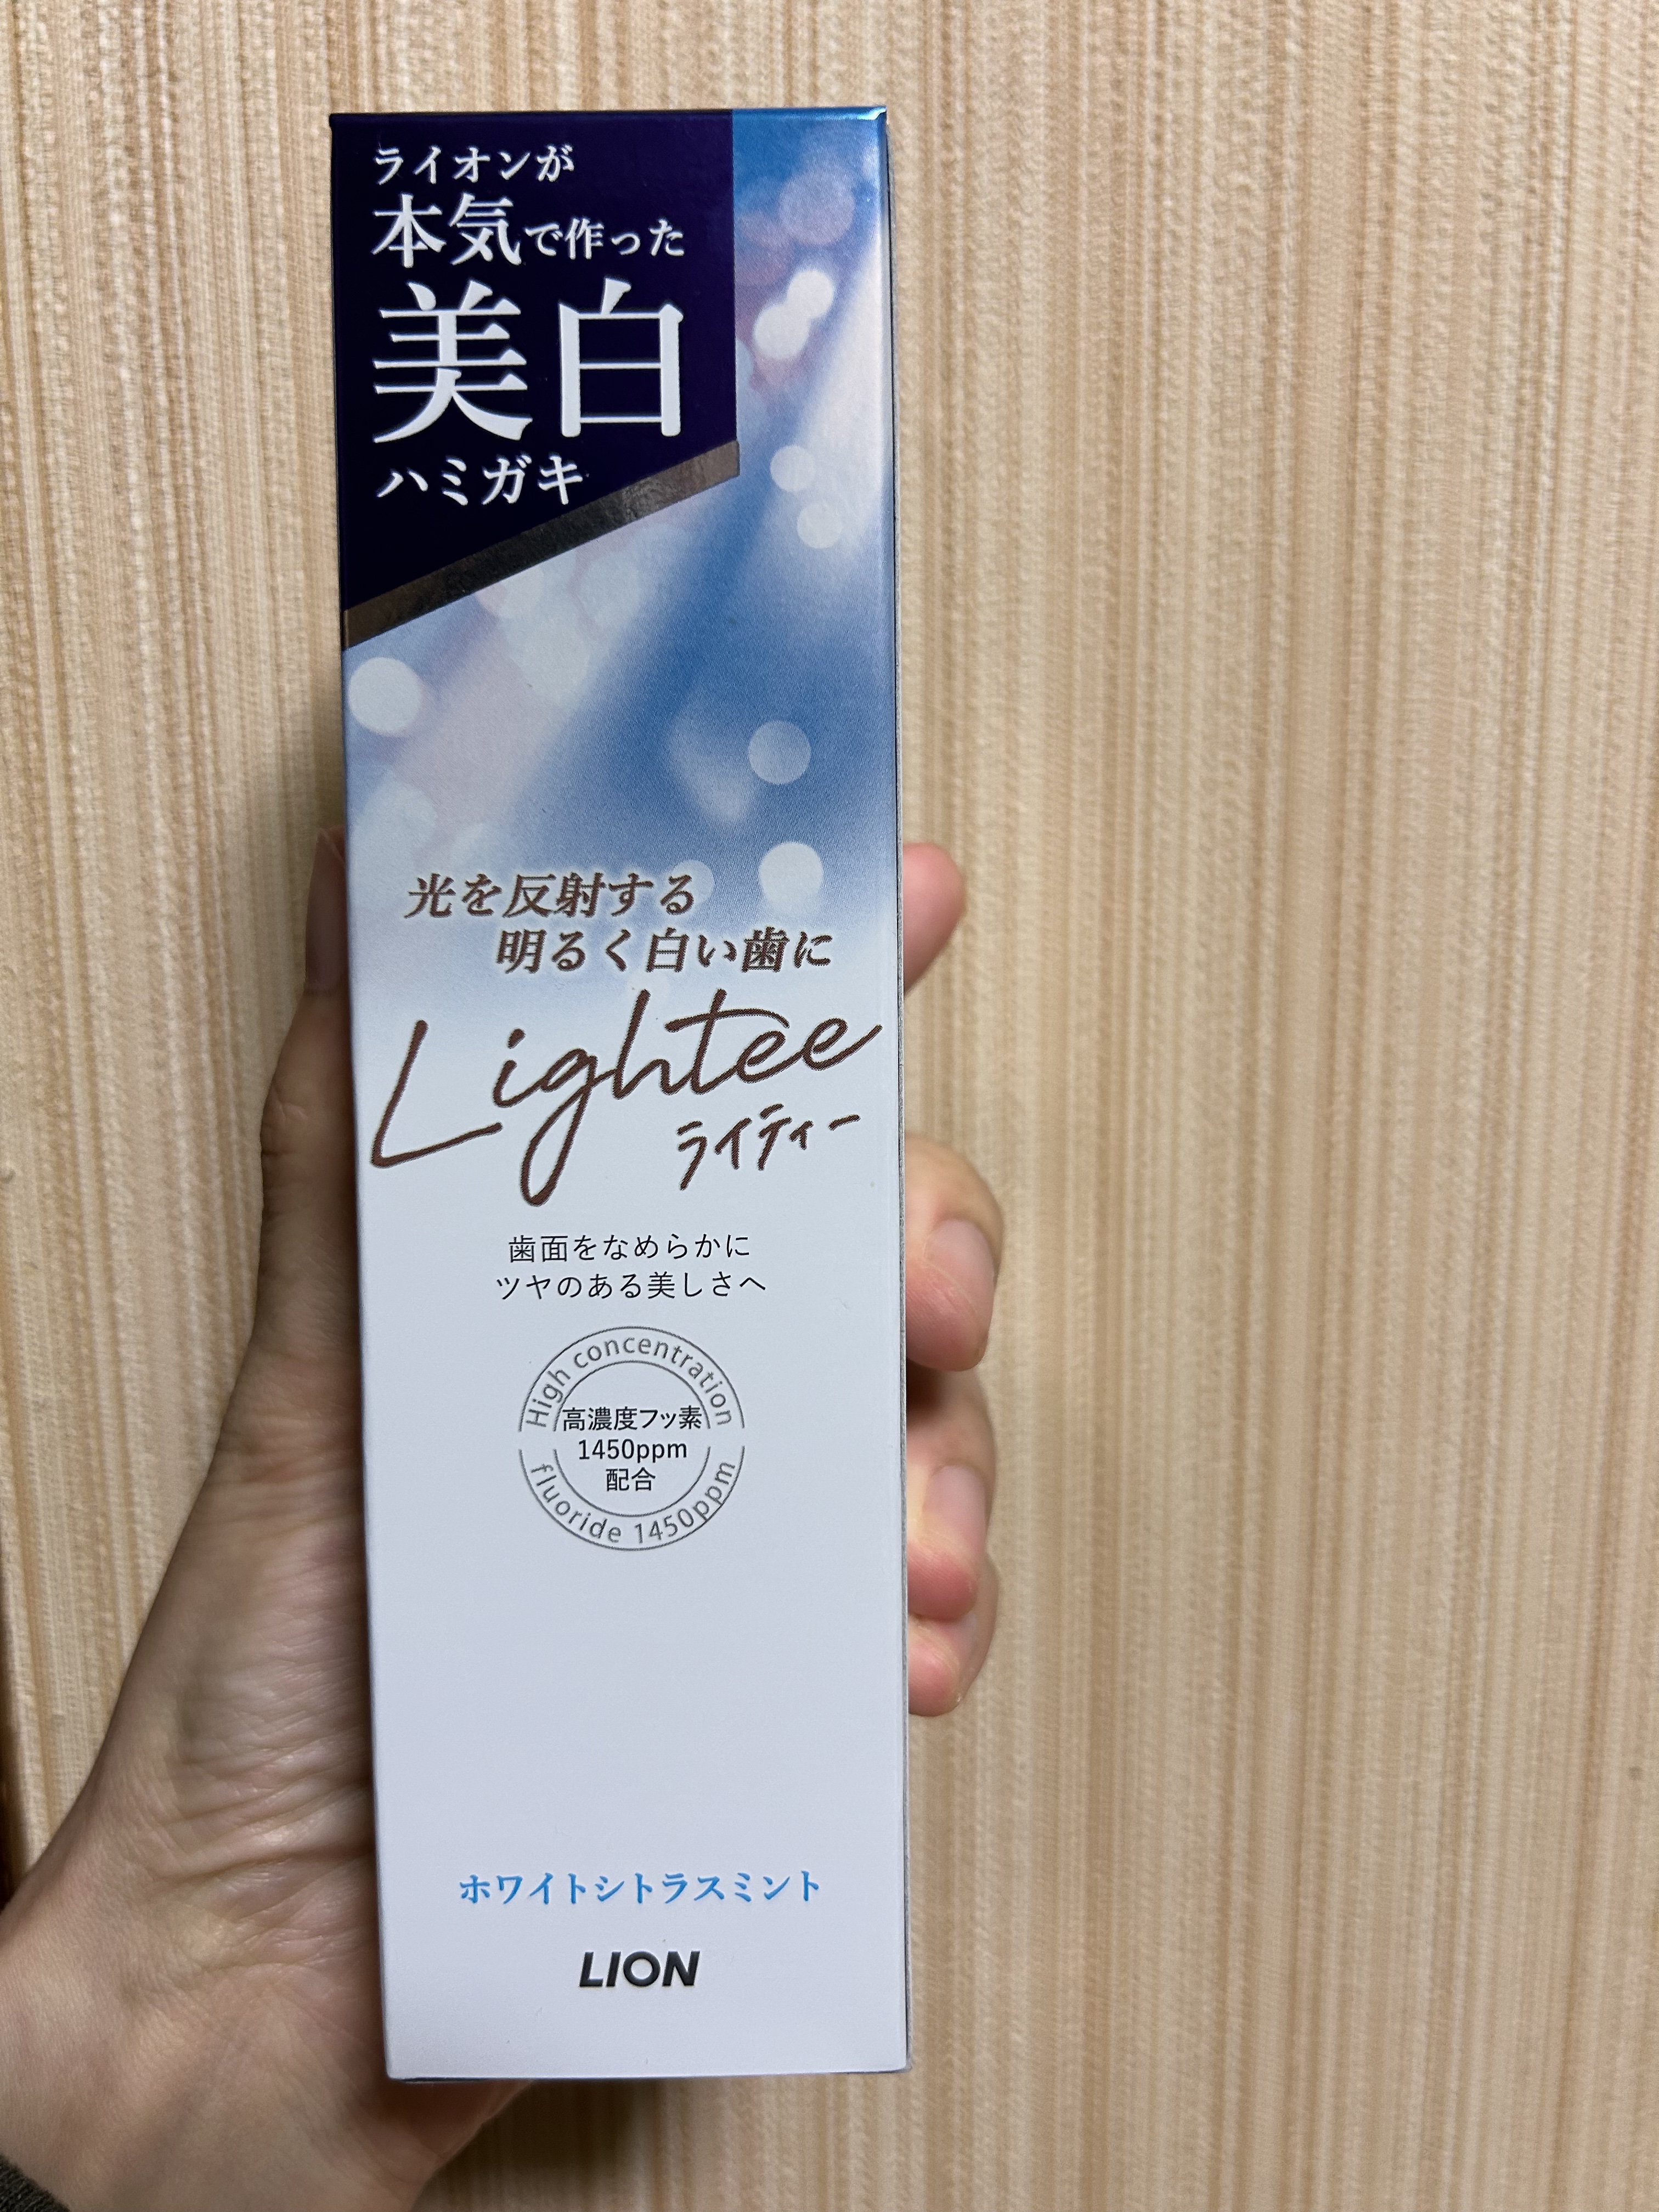 ライオンが
本気で作った
美白
ハミガキ
光を反射する
明るく白い歯に
Lightee
ライティー
歯面をなめらかに
ツヤのある美しさへ
High concentration
高濃度フッ素
1450ppm
配合
fluoride 1450ppm
ホワイトシトラスミント
LION